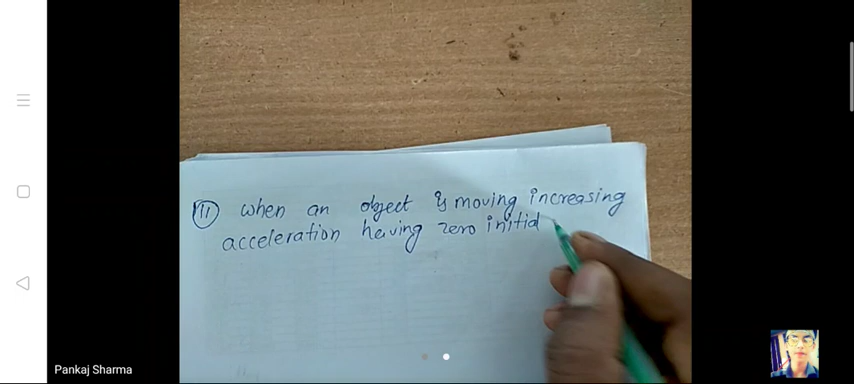 (11) When an object is moving increasing
acceleration having zero initial
Pankaj Sharma